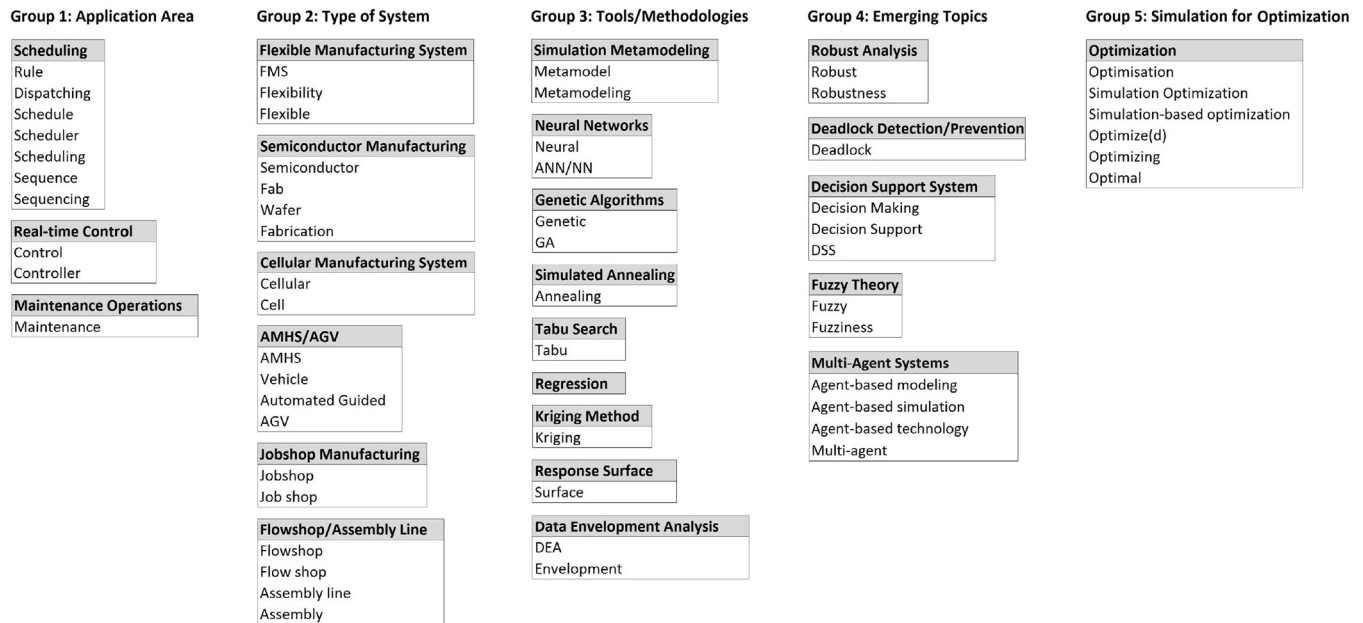 Group 1: Application Area
Scheduling
Rule
Dispatching
Schedule
Scheduler
Scheduling
Sequence
Sequencing
Real-time Control
Control
Controller
Maintenance Operations
Maintenance
Group 2: Type of System
Flexible Manufacturing System
FMS
Flexibility
Flexible
Semiconductor Manufacturing
Semiconductor
Fab
Wafer
Fabrication
Cellular Manufacturing System
Cellular
Cell
AMHS/AGV
AMHS
Vehicle
Automated Guided
AGV
Jobshop Manufacturing
Jobshop
Job shop
Flowshop/Assembly Line
Flowshop
Flow shop
Assembly line
Assembly
Group 3: Tools/Methodologies
Simulation Metamodeling
Metamodel
Metamodeling
Neural Networks
Neural
ANN/NN
Genetic Algorithms
Genetic
GA
Simulated Annealing
Annealing
Tabu Search
Tabu
Regression
Kriging Method
Kriging
Response Surface
Surface
Data Envelopment Analysis
DEA
Envelopment
Group 4: Emerging Topics
Robust Analysis
Robust
Robustness
Deadlock Detection/Prevention
Deadlock
Decision Support System
Decision Making
Decision Support
DSS
Fuzzy Theory
Fuzzy
Fuzziness
Multi-Agent Systems
Agent-based modeling
Agent-based simulation
Agent-based technology
Multi-agent
Group 5: Simulation for Optimization
Optimization
Optimisation
Simulation Optimization
Simulation-based optimization
Optimize(d)
Optimizing
Optimal